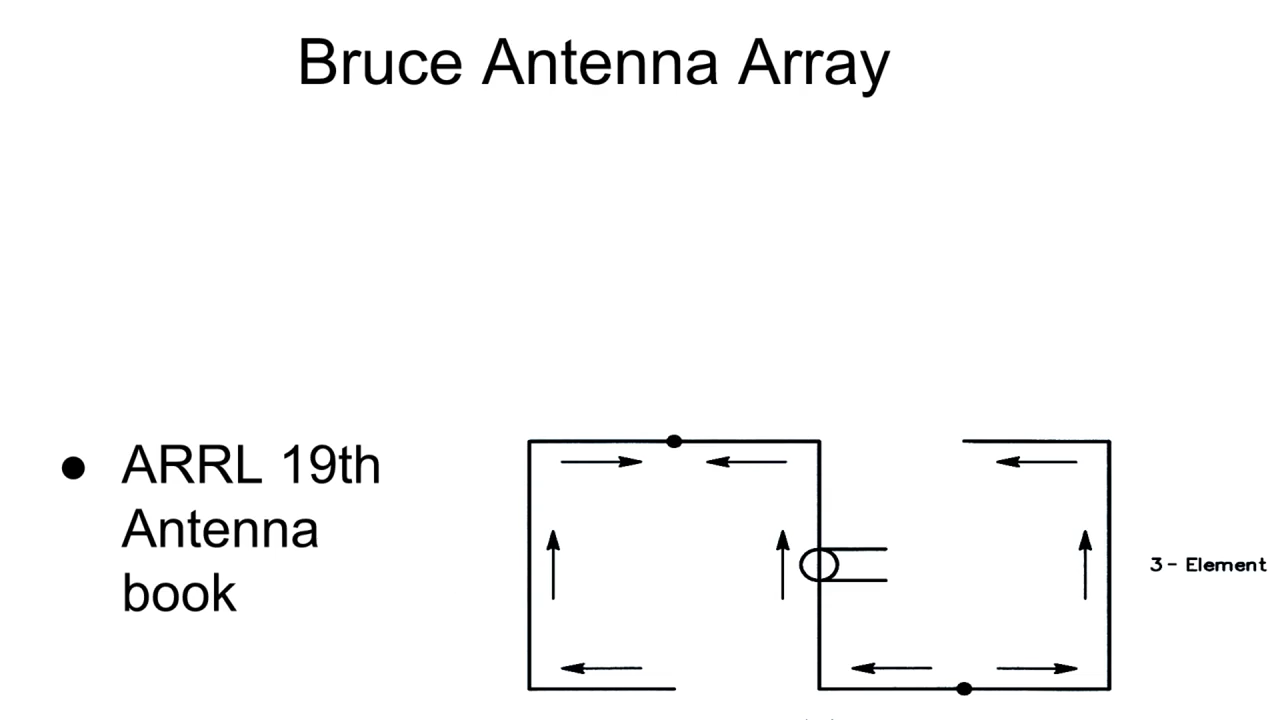 Bruce Antenna Array
● ARRL 19th
Antenna
book
3 - Element